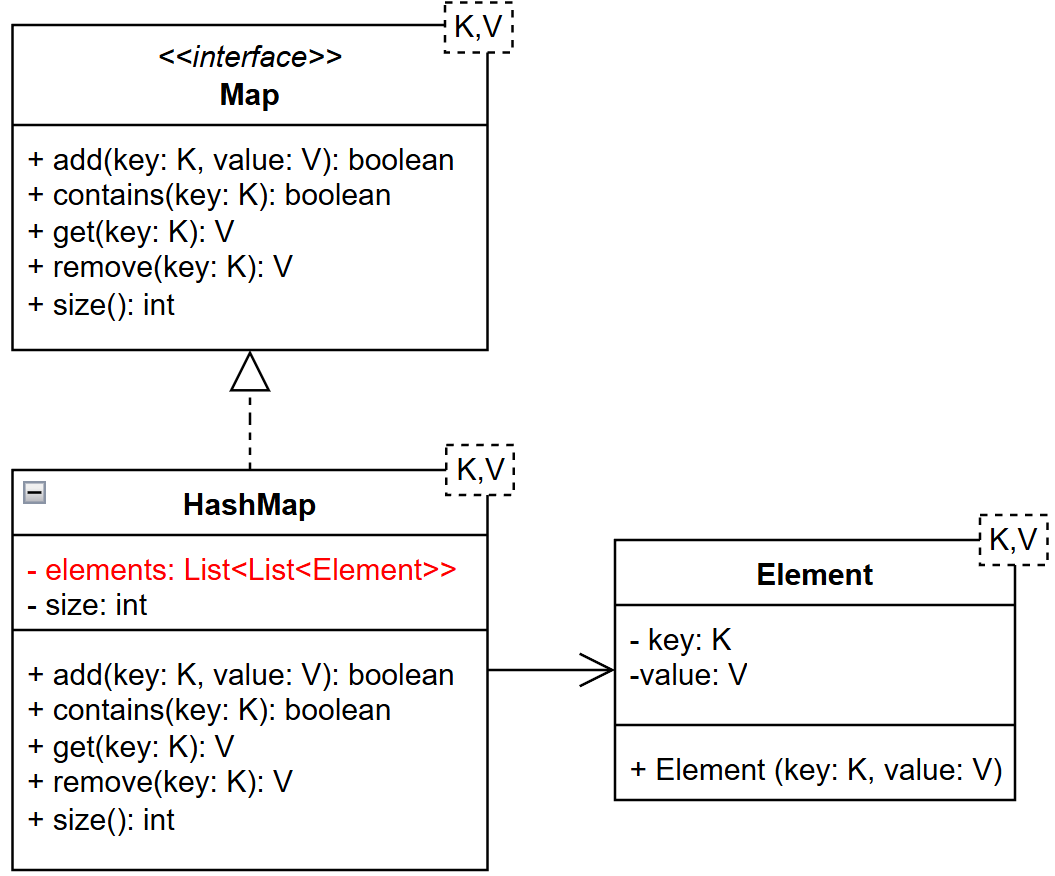 K,V
<<interface>>
Map
+ add(key: K, value: V): boolean
+ contains(key: K): boolean
+ get(key: K): V
+ remove(key: K): V
+ size(): int
K,V
HashMap
- elements: List<List<Element>>
- size: int
+ add(key: K, value: V): boolean
+ contains(key: K): boolean
+ get(key: K): V
+ remove(key: K): V
+ size(): int
K,V
Element
- key: K
-value: V
+ Element (key: K, value: V)